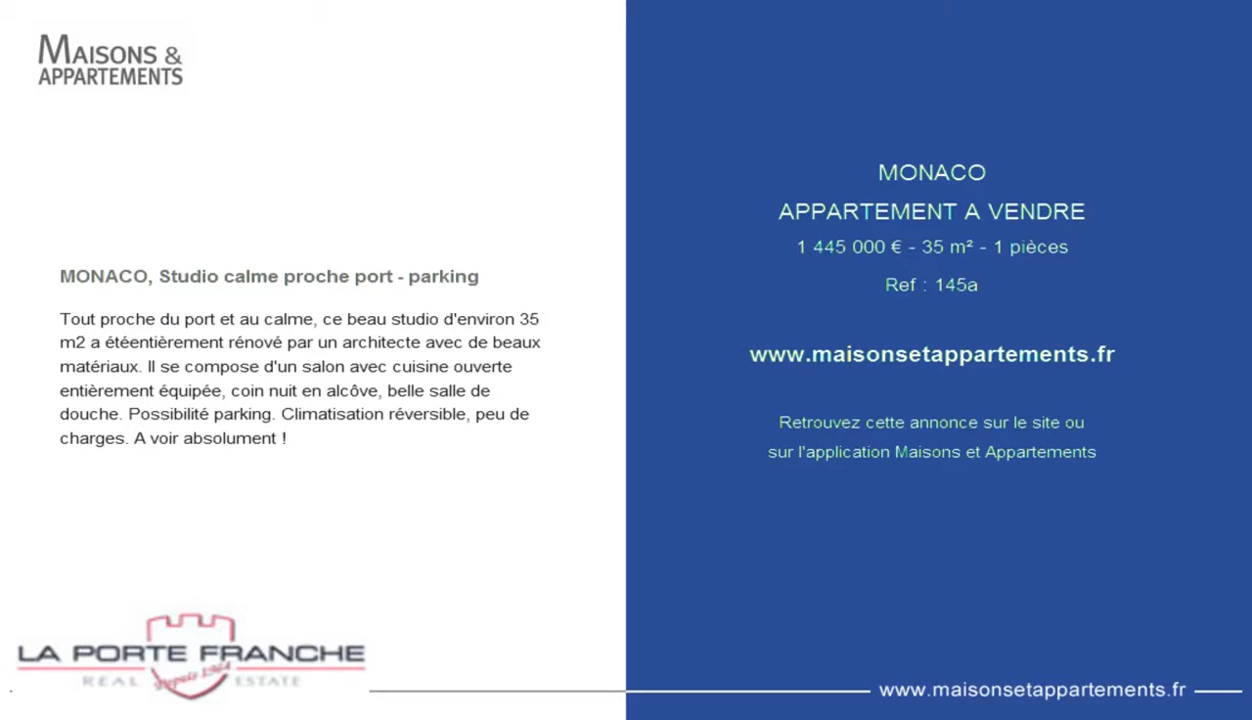 MAISONS &
APPARTEMENTS
MONACO, Studio calme proche port - parking
Tout proche du port et au calme, ce beau studio d'environ 35
m2 a étéentièrement rénové par un architecte avec de beaux
matériaux. Il se compose d'un salon avec cuisine ouverte
entièrement équipée, coin nuit en alcôve, belle salle de
douche. Possibilité parking. Climatisation réversible, peu de
charges. A voir absolument !
LA PORTE FRANCHE
REAL ESTATE
depuis 1964
MONACO
APPARTEMENT A VENDRE
1 445 000 € - 35 m² - 1 pièces
Ref : 145a
www.maisonsetappartements.fr
Retrouvez cette annonce sur le site ou
sur l'application Maisons et Appartements
www.maisonsetappartements.fr